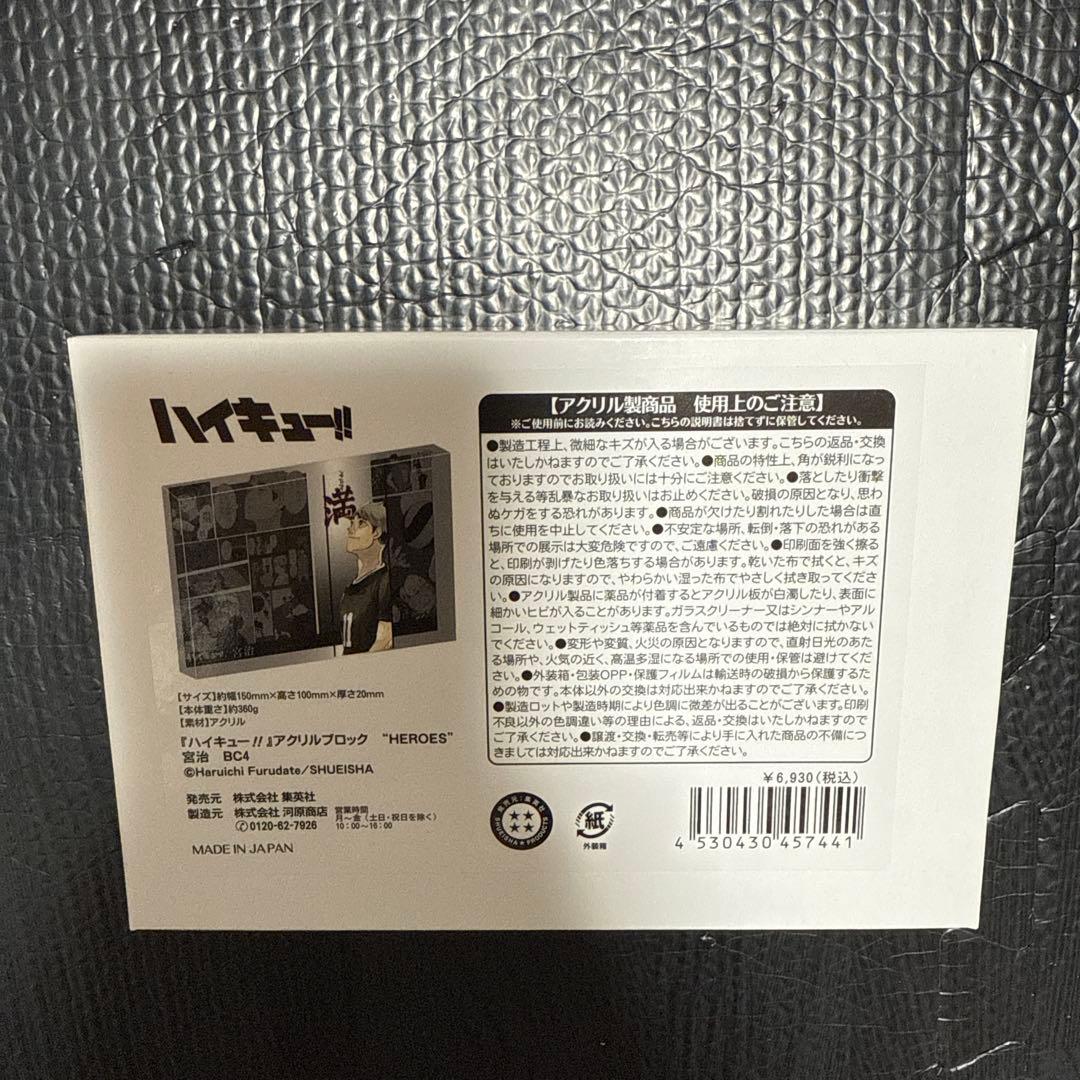 ハイキュー!!
満
宮治
【サイズ】約幅150mm×高さ100mm×厚さ20mm
【本体重さ】約360g
【素材】アクリル
『ハイキュー!!』アクリルブロック “HEROES”
宮治 BC4
©Haruichi Furudate/SHUEISHA
発売元 株式会社 集英社
製造元 株式会社 河原商店 営業時間
月〜金(土日・祝日を除く)
✆0120-62-7926 10:00〜16:00
MADE IN JAPAN
【アクリル製商品 使用上のご注意】
※ご使用前にお読みください。こちらの説明書は捨てずに保管してください。
●製造工程上、微細なキズが入る場合がございます。こちらの返品・交換
はいたしかねますのでご了承ください。●商品の特性上、角が鋭利になっ
ておりますのでお取り扱いには十分にご注意ください。●落としたり衝撃
を与える等乱暴なお取り扱いはお止めください。破損の原因となり、思わ
ぬケガをする恐れがあります。●商品が欠けたり割れたりした場合は直
ちに使用を中止してください。●不安定な場所、転倒・落下の恐れがある
場所での展示は大変危険ですので、ご遠慮ください。●印刷面を強く擦る
と、印刷が剥げたり色落ちする場合があります。乾いた布で拭くと、キズ
の原因になりますので、やわらかい湿った布でやさしく拭き取ってくださ
い。●アクリル製品に薬品が付着するとアクリル板が白濁したり、表面に
細かいヒビが入ることがあります。ガラスクリーナー又はシンナーやアル
コール、ウェットティッシュ等薬品を含んでいるものでは絶対に拭かない
でください。●変形や変質、火災の原因となりますので、直射日光のあた
る場所や、火気の近く、高温多湿になる場所での使用・保管は避けてくだ
さい。●外装箱・包装OPP・保護フィルムは輸送時の破損から保護するた
めの物です。本体以外の交換は対応出来かねますのでご了承ください。
●製造ロットや製造時期により色調に微差が出ることがございます。印刷
不良以外の色調違い等の理由による、返品・交換はいたしかねますので
ご了承ください。●譲渡・交換・転売等により手に入れた商品の不備につ
きましては対応出来かねますのでご了承ください。
¥6,930(税込)
発売元：集英社
SHUEISHA★PRODUCTS
紙
外装箱
4 530430 457441